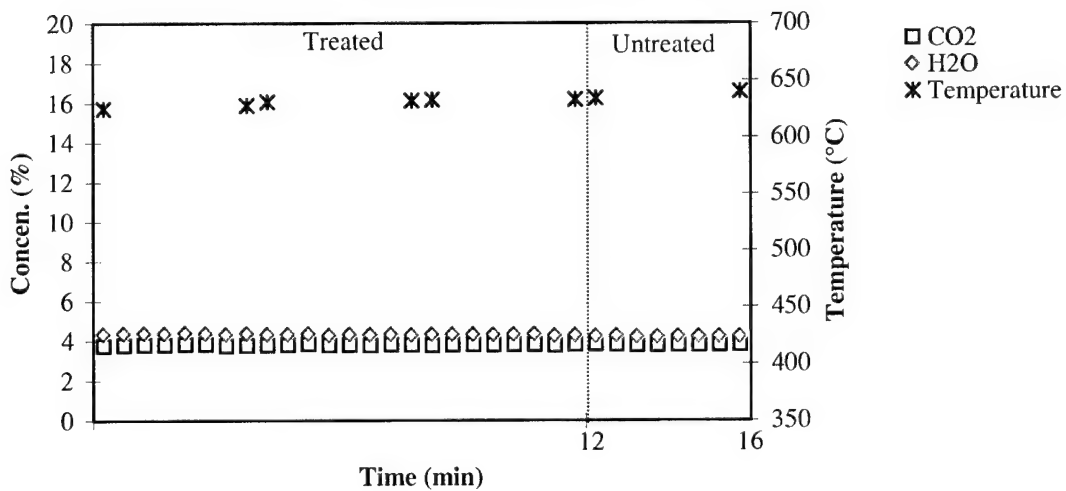 Treated
Untreated
20
18
16
14
12
10
8
6
4
2
0
Concen. (%)
700
650
600
550
500
450
400
350
Temperature (°C)
12
16
Time (min)
CO2
H2O
Temperature